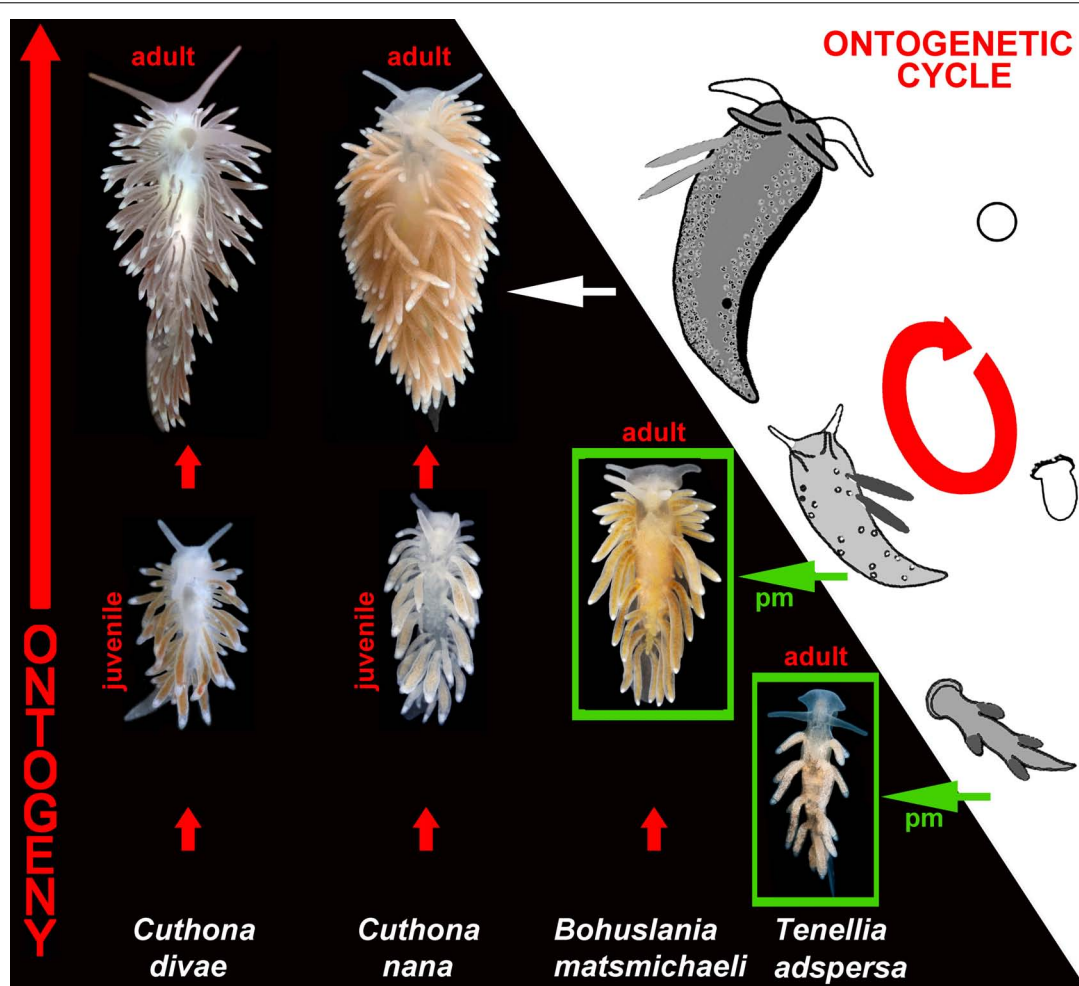 ONTOGENETIC
CYCLE
adult
adult
adult
pm
juvenile
juvenile
adult
pm
ONTOGENY
Cuthona
divae
Cuthona
nana
Bohuslania
matsmichaeli
Tenellia
adspersa